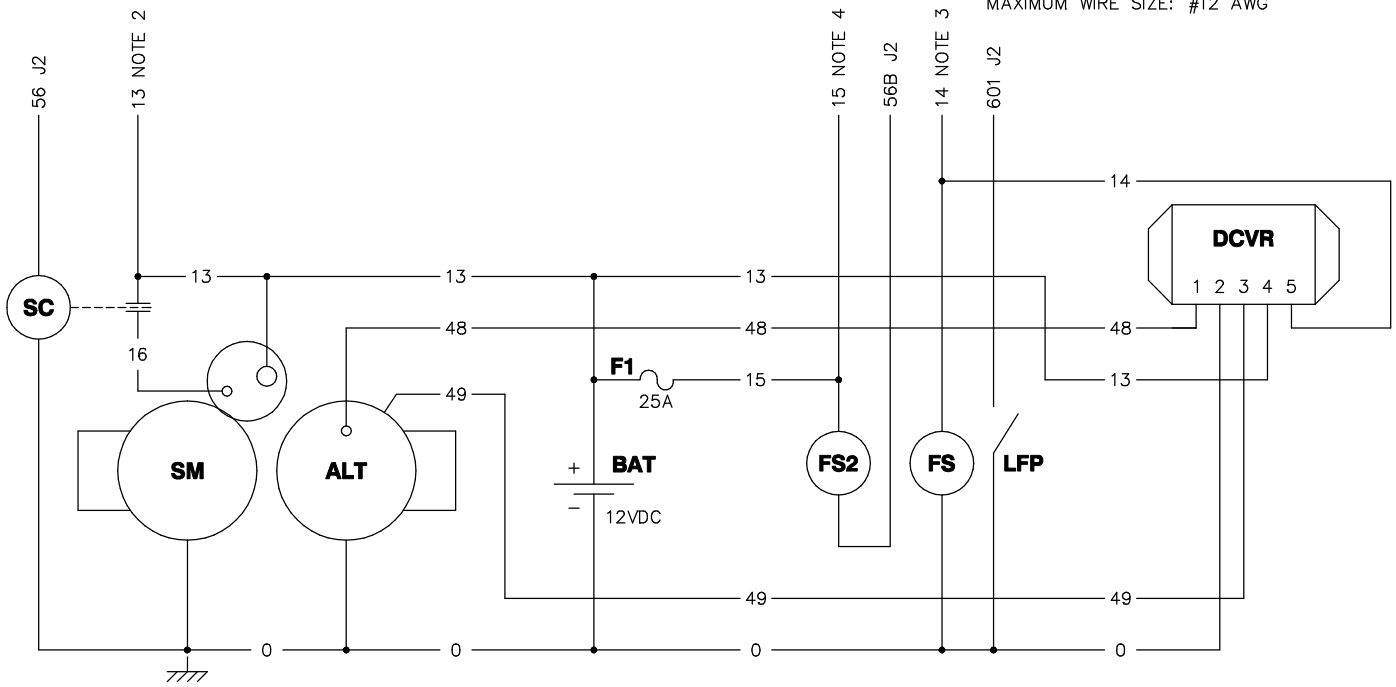 MAXIMUM WIRE SIZE: #12 AWG
56 J2
13 NOTE 2
15 NOTE 4
56B J2
14 NOTE 3
601 J2
14
DCVR
1 2 3 4 5
13
13
13
SC
48
48
48
16
F1
15
13
25A
49
SM
ALT
+
BAT
FS2
FS
LFP
−
12VDC
49
49
0
0
0
0